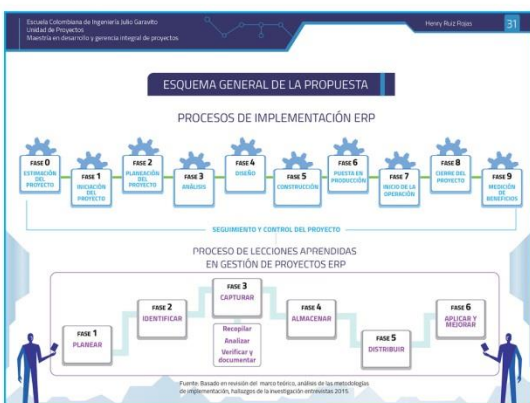 Escuela Colombiana de Ingeniería Julio Garavito
Unidad de Proyectos
Maestría en desarrollo y gerencia integral de proyectos
Henry Ruiz Rojas
31
ESQUEMA GENERAL DE LA PROPUESTA
PROCESOS DE IMPLEMENTACIÓN ERP
FASE 0
ESTIMACIÓN
DEL
PROYECTO
FASE 1
INICIACIÓN
DEL
PROYECTO
FASE 2
PLANEACIÓN
DEL
PROYECTO
FASE 3
ANÁLISIS
FASE 4
DISEÑO
FASE 5
CONSTRUCCIÓN
FASE 6
PUESTA EN
PRODUCCIÓN
FASE 7
INICIO DE LA
OPERACIÓN
FASE 8
CIERRE DEL
PROYECTO
FASE 9
MEDICIÓN
DE
BENEFICIOS
SEGUIMIENTO Y CONTROL DEL PROYECTO
PROCESO DE LECCIONES APRENDIDAS
EN GESTIÓN DE PROYECTOS ERP
FASE 1
PLANEAR
FASE 2
IDENTIFICAR
FASE 3
CAPTURAR
Recopilar
Analizar
Verificar y
documentar
FASE 4
ALMACENAR
FASE 5
DISTRIBUIR
FASE 6
APLICAR Y
MEJORAR
Fuente: Basado en revisión del marco teórico, análisis de las metodologías
de implementación, hallazgos de la investigación entrevistas 2015.